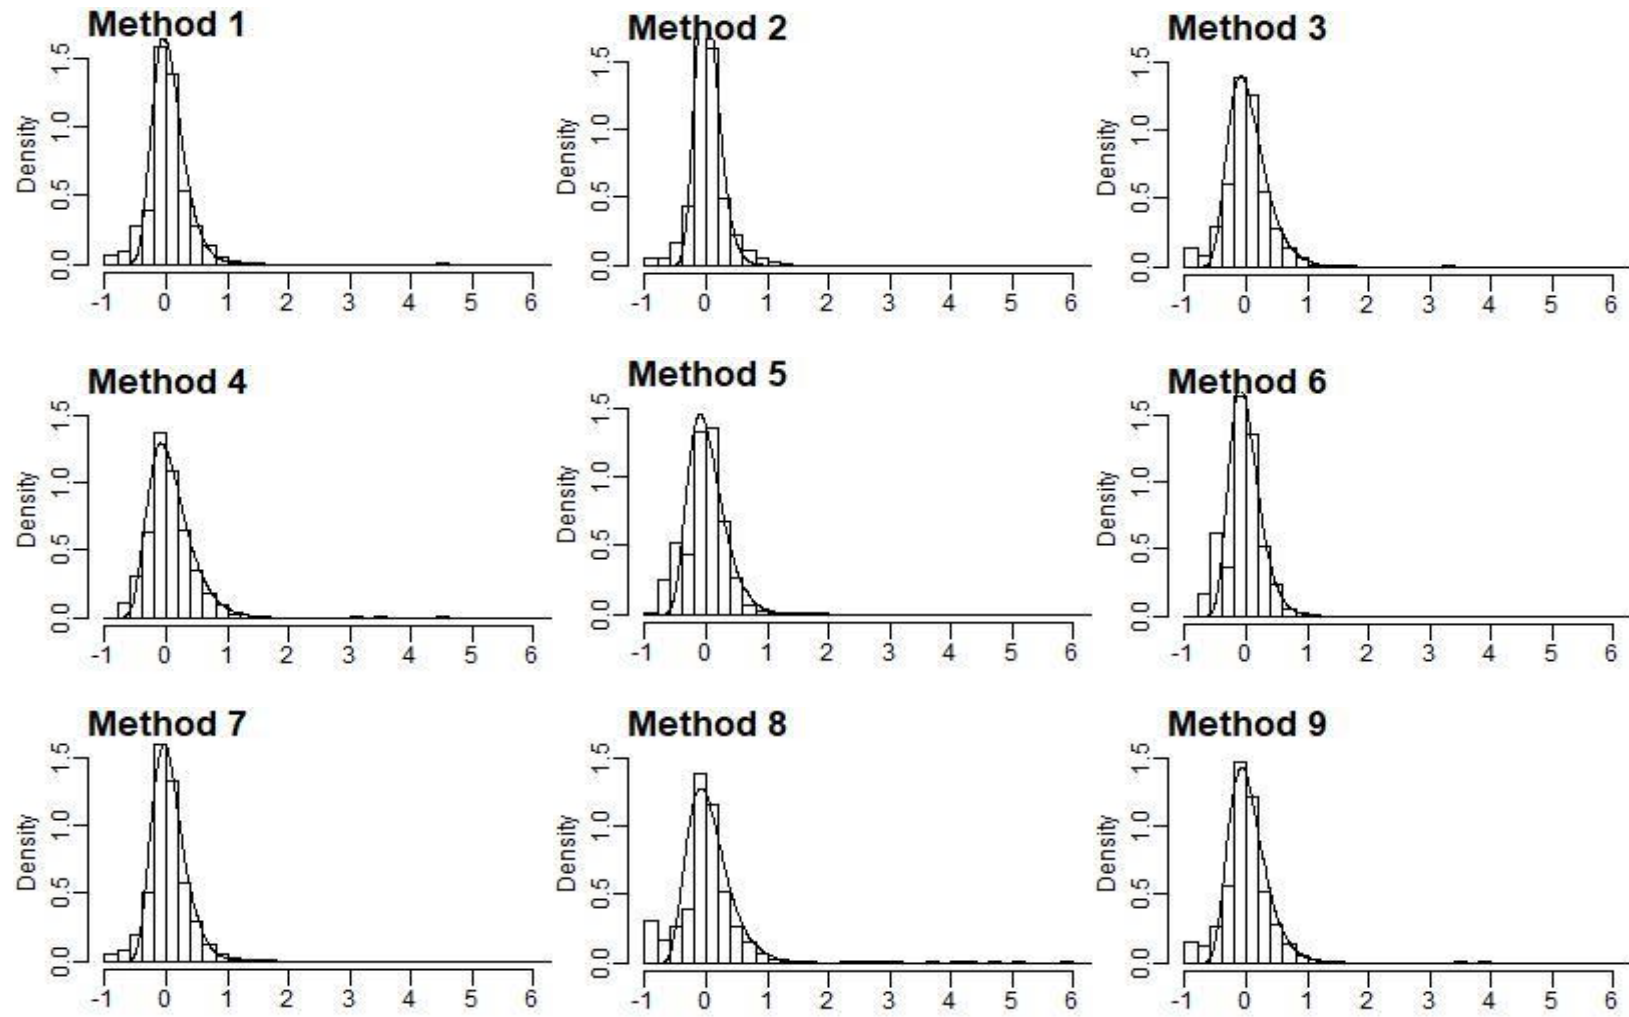 Method 1
Method 2
Method 3
Density
0.0 0.5 1.0 1.5
-1 0 1 2 3 4 5 6
Density
0.0 0.5 1.0 1.5
-1 0 1 2 3 4 5 6
Density
0.0 0.5 1.0 1.5
-1 0 1 2 3 4 5 6
Method 4
Method 5
Method 6
Density
0.0 0.5 1.0 1.5
-1 0 1 2 3 4 5 6
Density
0.0 0.5 1.0 1.5
-1 0 1 2 3 4 5 6
Density
0.0 0.5 1.0 1.5
-1 0 1 2 3 4 5 6
Method 7
Method 8
Method 9
Density
0.0 0.5 1.0 1.5
-1 0 1 2 3 4 5 6
Density
0.0 0.5 1.0 1.5
-1 0 1 2 3 4 5 6
Density
0.0 0.5 1.0 1.5
-1 0 1 2 3 4 5 6